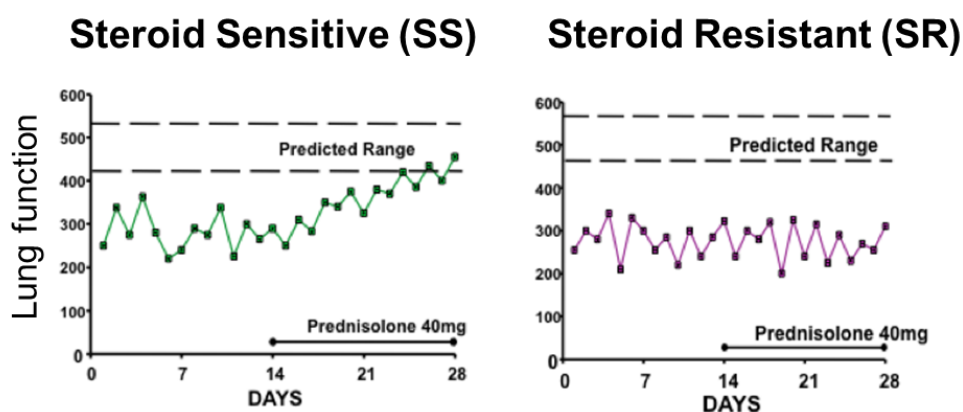 Steroid Sensitive (SS)
Lung function
600
500
400
300
200
100
0
Predicted Range
Prednisolone 40mg
0 7 14 21 28
DAYS
Steroid Resistant (SR)
600
500
400
300
200
100
0
Predicted Range
Prednisolone 40mg
0 7 14 21 28
DAYS